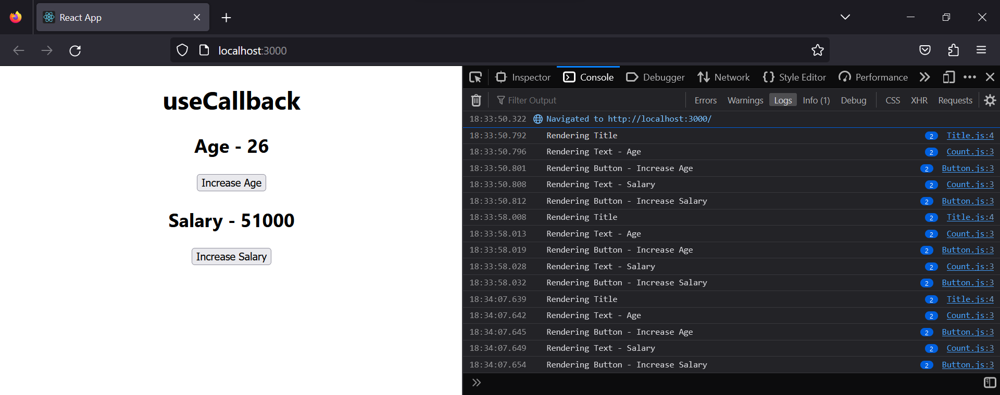 React App
localhost:3000
useCallback
Age - 26
Increase Age
Salary - 51000
Increase Salary
Inspector Console Debugger Network Style Editor Performance
Filter Output Errors Warnings Logs Info (1) Debug CSS XHR Requests
18:33:50.322 Navigated to http://localhost:3000/
18:33:50.792 Rendering Title 2 Title.js:4
18:33:50.796 Rendering Text - Age 2 Count.js:3
18:33:50.801 Rendering Button - Increase Age 2 Button.js:3
18:33:50.808 Rendering Text - Salary 2 Count.js:3
18:33:50.812 Rendering Button - Increase Salary 2 Button.js:3
18:33:58.008 Rendering Title 2 Title.js:4
18:33:58.013 Rendering Text - Age 2 Count.js:3
18:33:58.019 Rendering Button - Increase Age 2 Button.js:3
18:33:58.028 Rendering Text - Salary 2 Count.js:3
18:33:58.032 Rendering Button - Increase Salary 2 Button.js:3
18:34:07.639 Rendering Title 2 Title.js:4
18:34:07.642 Rendering Text - Age 2 Count.js:3
18:34:07.645 Rendering Button - Increase Age 2 Button.js:3
18:34:07.649 Rendering Text - Salary 2 Count.js:3
18:34:07.654 Rendering Button - Increase Salary 2 Button.js:3